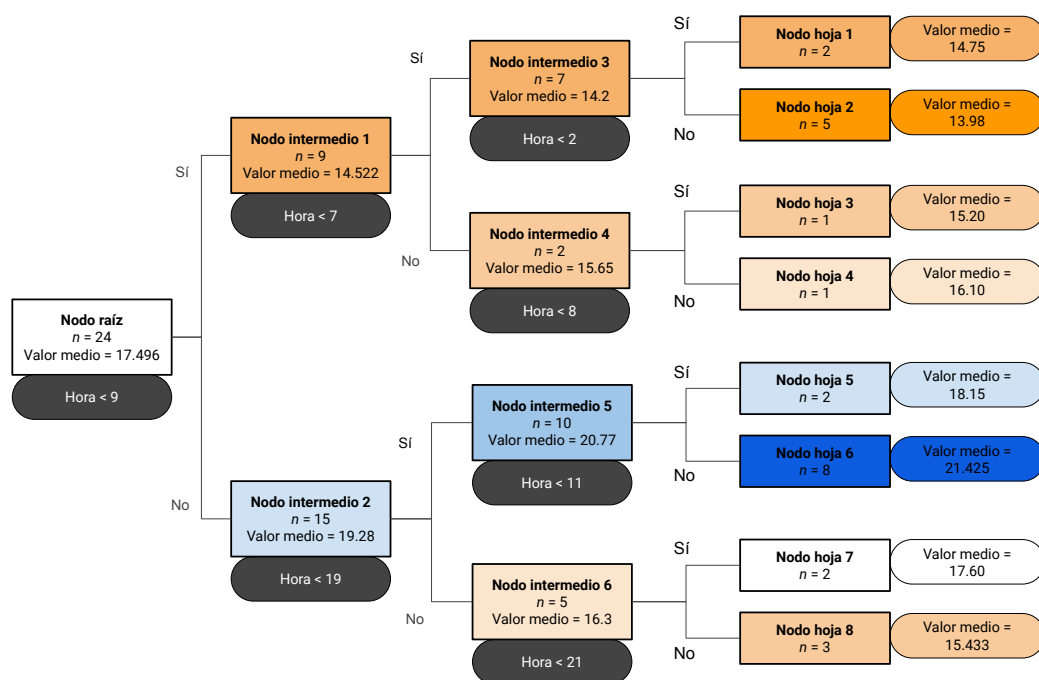 Nodo raíz
n = 24
Valor medio = 17.496
Hora < 9
Sí
No
Nodo intermedio 1
n = 9
Valor medio = 14.522
Hora < 7
Sí
No
Nodo intermedio 2
n = 15
Valor medio = 19.28
Hora < 19
Sí
No
Nodo intermedio 3
n = 7
Valor medio = 14.2
Hora < 2
Sí
No
Nodo intermedio 4
n = 2
Valor medio = 15.65
Hora < 8
Sí
No
Nodo intermedio 5
n = 10
Valor medio = 20.77
Hora < 11
Sí
No
Nodo intermedio 6
n = 5
Valor medio = 16.3
Hora < 21
Sí
No
Nodo hoja 1
n = 2
Valor medio =
14.75
Nodo hoja 2
n = 5
Valor medio =
13.98
Nodo hoja 3
n = 1
Valor medio =
15.20
Nodo hoja 4
n = 1
Valor medio =
16.10
Nodo hoja 5
n = 2
Valor medio =
18.15
Nodo hoja 6
n = 8
Valor medio =
21.425
Nodo hoja 7
n = 2
Valor medio =
17.60
Nodo hoja 8
n = 3
Valor medio =
15.433